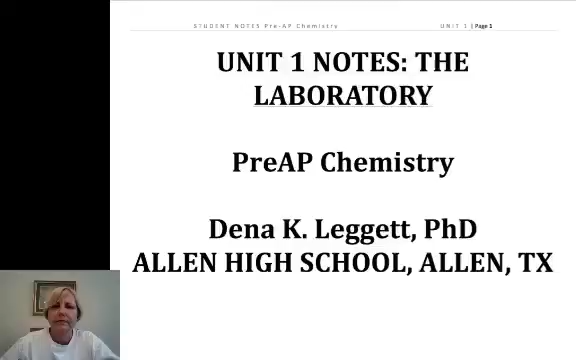 STUDENT NOTES Pre-AP Chemistry UNIT 1 | Page 1
UNIT 1 NOTES: THE
LABORATORY
PreAP Chemistry
Dena K. Leggett, PhD
ALLEN HIGH SCHOOL, ALLEN, TX